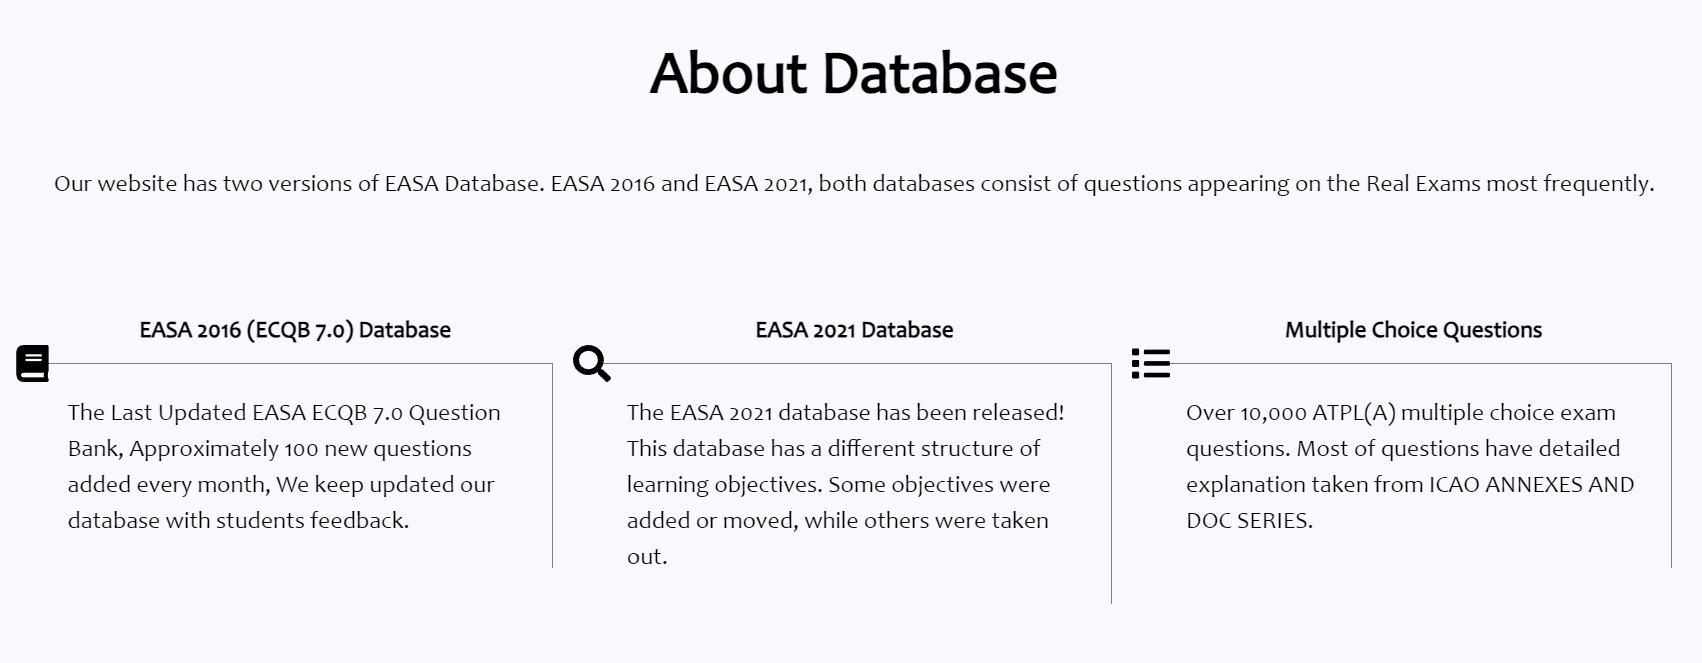 About Database
Our website has two versions of EASA Database. EASA 2016 and EASA 2021, both databases consist of questions appearing on the Real Exams most frequently.
EASA 2016 (ECQB 7.0) Database
The Last Updated EASA ECQB 7.0 Question
Bank, Approximately 100 new questions
added every month, We keep updated our
database with students feedback.
EASA 2021 Database
The EASA 2021 database has been released!
This database has a different structure of
learning objectives. Some objectives were
added or moved, while others were taken
out.
Multiple Choice Questions
Over 10,000 ATPL(A) multiple choice exam
questions. Most of questions have detailed
explanation taken from ICAO ANNEXES AND
DOC SERIES.